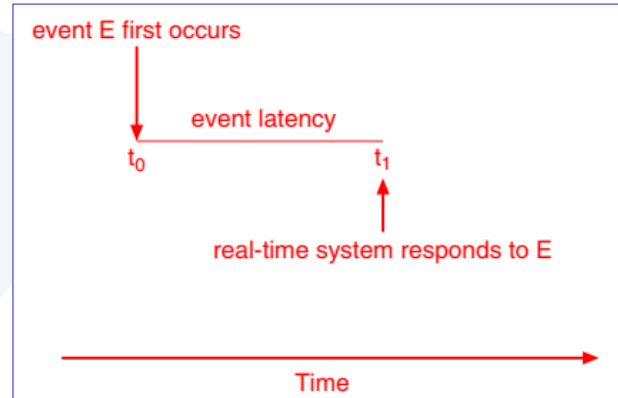 event E first occurs
event latency
t₀ t₁
real-time system responds to E
Time